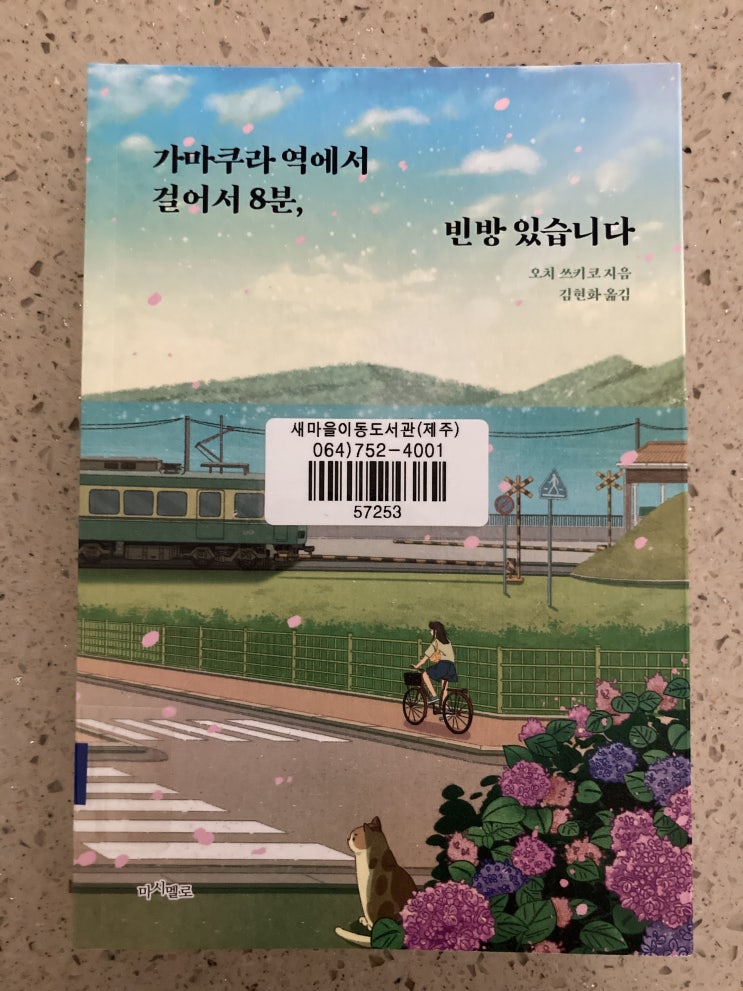 가마쿠라 역에서
걸어서 8분,
빈방 있습니다
오치 쓰키코 지음
김현화 옮김
새마을이동도서관(제주)
064)752-4001
57253
마시멜로